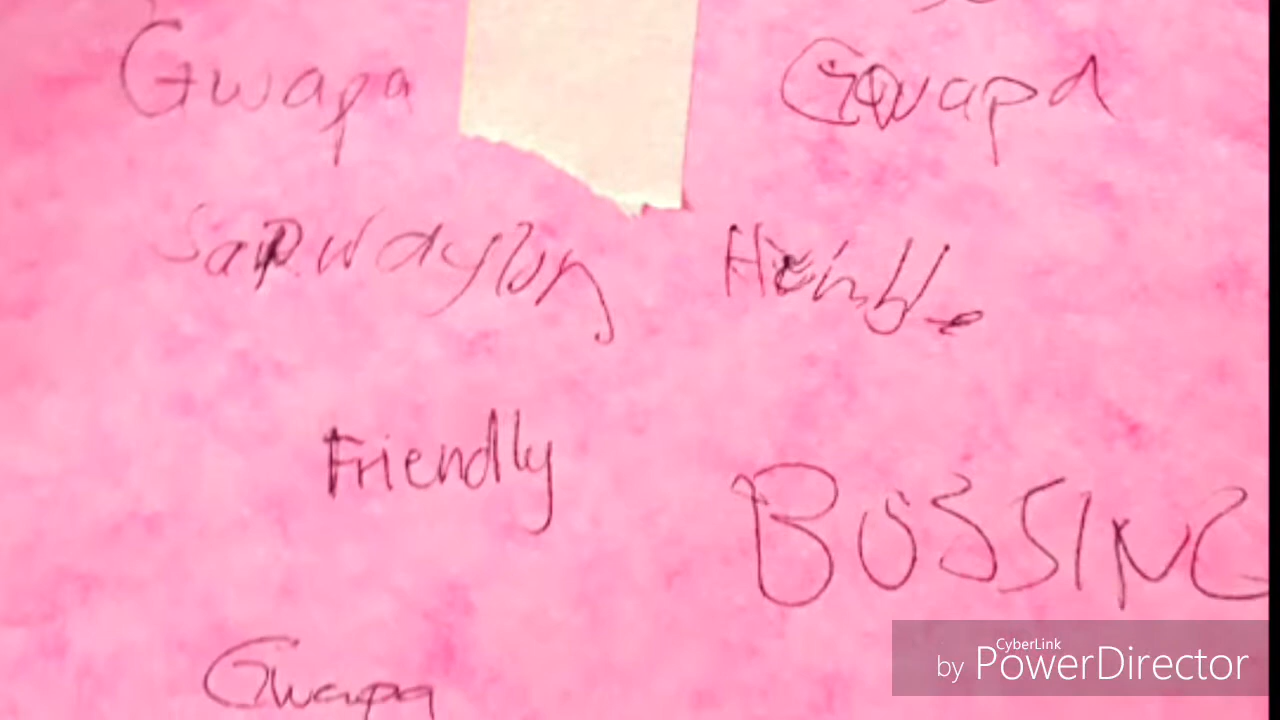 Gwapa
Gwapa
Humble
Friendly
BOSSING
Gwapa
CyberLink
by PowerDirector